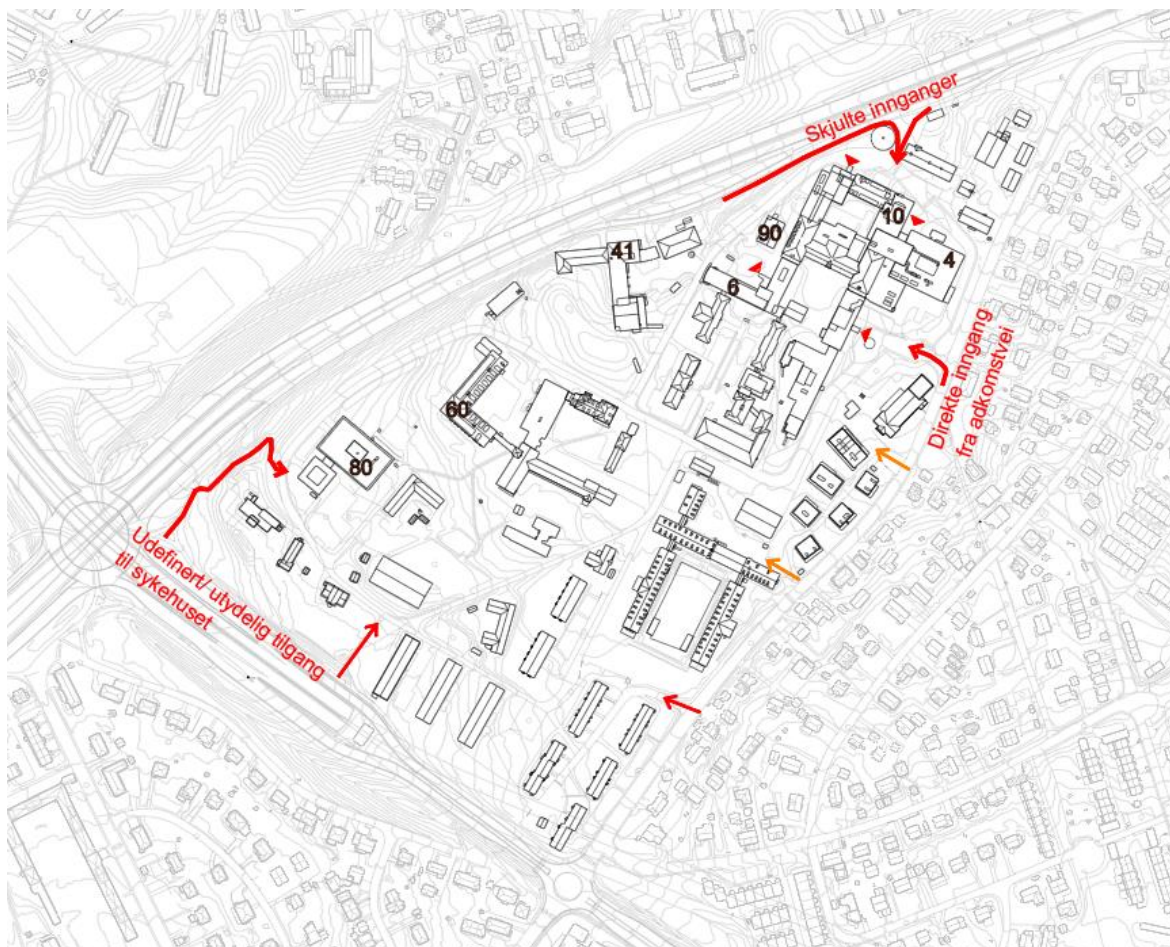 Skjulte innganger
10
90
41
4
6
Direkte inngang
fra adkomstvei
60
80
Udefinert/ utydelig tilgang
til sykehuset